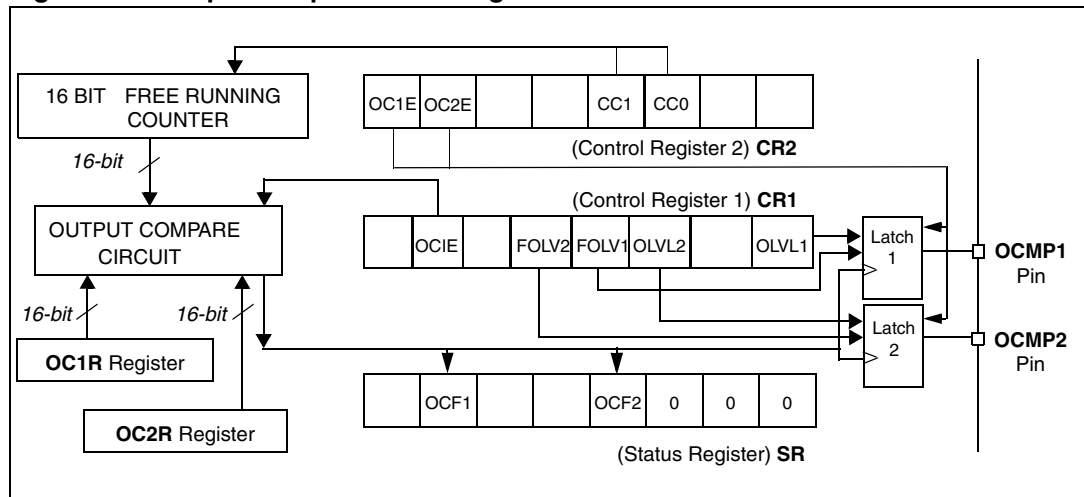 16 BIT FREE RUNNING
COUNTER
16-bit
OC1E OC2E CC1 CC0
(Control Register 2) CR2
(Control Register 1) CR1
OUTPUT COMPARE
CIRCUIT
OCIE FOLV2 FOLV1 OLVL2 OLVL1
Latch
1
OCMP1
Pin
16-bit
16-bit
Latch
2
OCMP2
Pin
OC1R Register
OCF1 OCF2 0 0 0
OC2R Register
(Status Register) SR